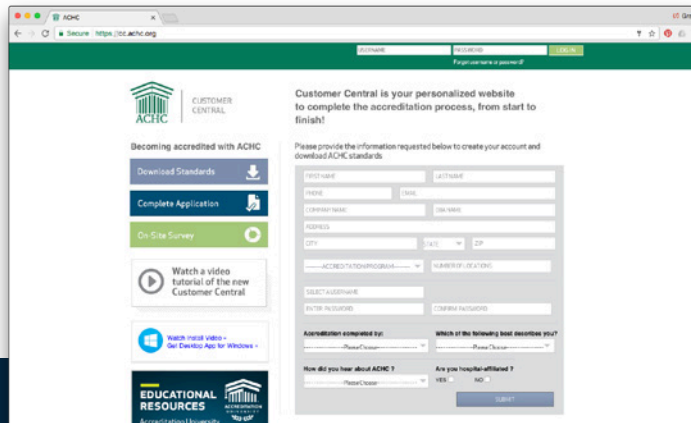 ACHC
Secure https://cc.achc.org
USERNAME PASSWORD LOG IN
Forgot username or password?
ACHC
CUSTOMER
CENTRAL
Customer Central is your personalized website
to complete the accreditation process, from start to
finish!
Becoming accredited with ACHC
Download Standards
Complete Application
On-Site Survey
Watch a video
tutorial of the new
Customer Central
Watch Install Video »
Get Desktop App for Windows »
EDUCATIONAL
RESOURCES
ACCREDITATION
UNIVERSITY
Accreditation University
Please provide the information requested below to create your account and
download ACHC standards
FIRST NAME LAST NAME
PHONE EMAIL
COMPANY NAME DBA NAME
ADDRESS
CITY STATE ZIP
--------ACCREDITATION PROGRAM-------- NUMBER OF LOCATIONS
SELECT A USERNAME
ENTER PASSWORD CONFIRM PASSWORD
Accreditation completed by: Which of the following best describes you?
---------------Please Choose--------------- ---------------Please Choose---------------
How did you hear about ACHC ? Are you hospital-affiliated ?
---------------Please Choose--------------- YES NO
SUBMIT